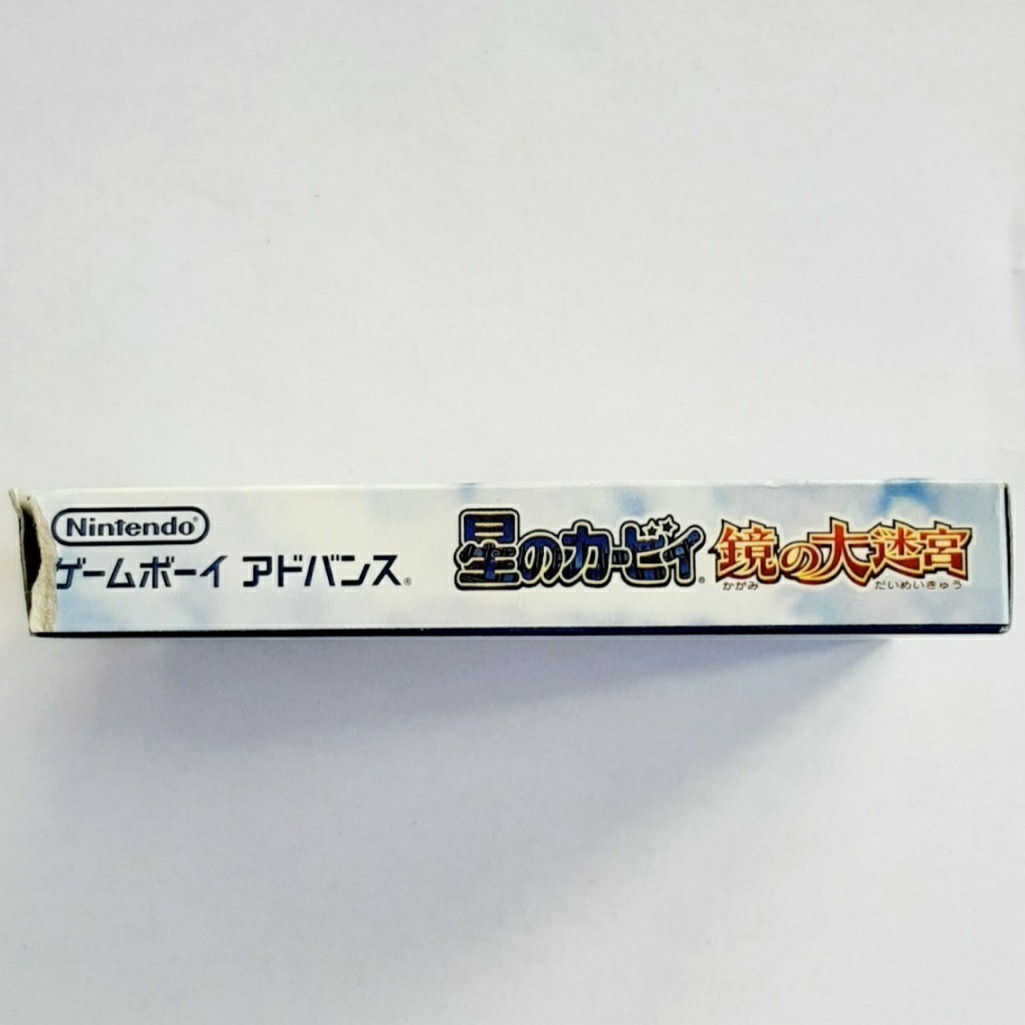 Nintendo®
ゲームボーイ アドバンス®
星のカービィ® 鏡の大迷宮
かがみ だいめいきゅう